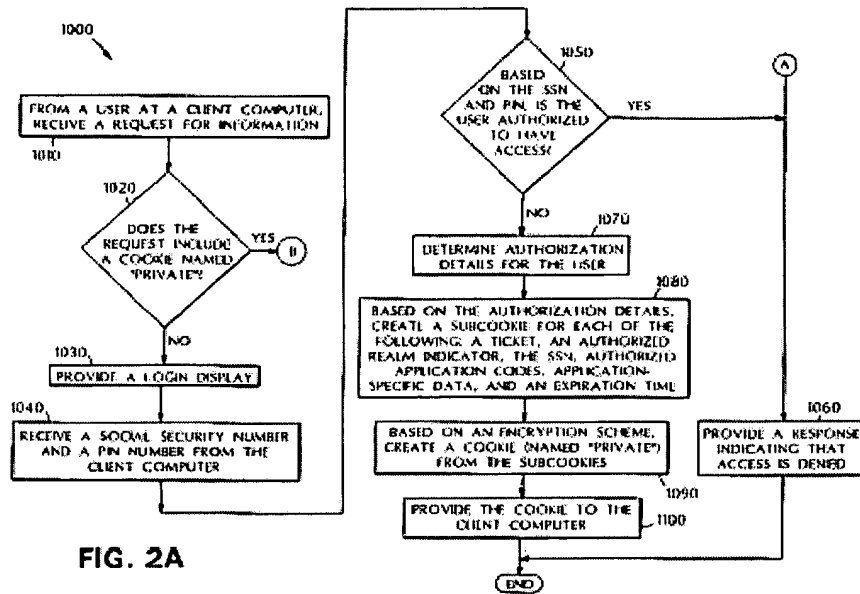 1000
FROM A USER AT A CLIENT COMPUTER,
RECEIVE A REQUEST FOR INFORMATION
1010
1020
DOES THE
REQUEST INCLUDE
A COOKIE NAMED
"PRIVATE"?
YES
B
NO
1030
PROVIDE A LOGIN DISPLAY
1040
RECEIVE A SOCIAL SECURITY NUMBER
AND A PIN NUMBER FROM THE
CLIENT COMPUTER
FIG. 2A
1050
BASED
ON THE SSN
AND PIN, IS THE
USER AUTHORIZED
TO HAVE
ACCESS?
YES
A
NO
1070
DETERMINE AUTHORIZATION
DETAILS FOR THE USER
1080
BASED ON THE AUTHORIZATION DETAILS,
CREATE A SUBCOOKIE FOR EACH OF THE
FOLLOWING: A TICKET, AN AUTHORIZED
REALM INDICATOR, THE SSN, AUTHORIZED
APPLICATION CODES, APPLICATION-
SPECIFIC DATA, AND AN EXPIRATION TIME
BASED ON AN ENCRYPTION SCHEME,
CREATE A COOKIE (NAMED "PRIVATE")
FROM THE SUBCOOKIES
1090
PROVIDE THE COOKIE TO THE
CLIENT COMPUTER
1100
1060
PROVIDE A RESPONSE
INDICATING THAT
ACCESS IS DENIED
END